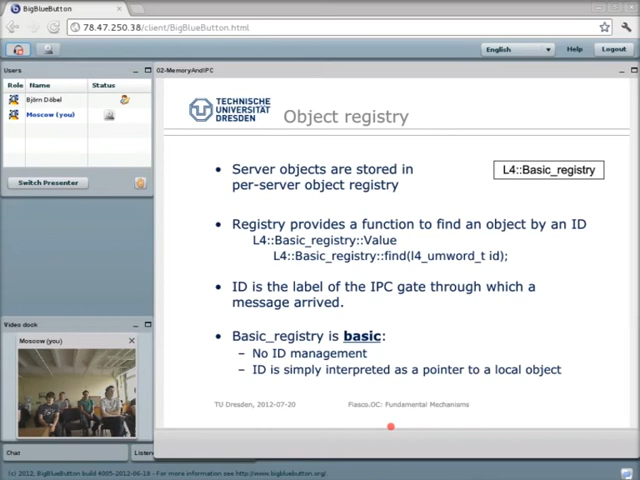 BigBlueButton
78.47.250.38/client/BigBlueButton.html
English
Help
Logout
Users
Role Name Status
Björn Döbel
Moscow (you)
Switch Presenter
Video dock
Moscow (you)
Chat
Listen
02-MemoryAndIPC
TECHNISCHE
UNIVERSITÄT
DRESDEN
Object registry
• Server objects are stored in
per-server object registry
L4::Basic_registry
• Registry provides a function to find an object by an ID
L4::Basic_registry::Value
L4::Basic_registry::find(l4_umword_t id);
• ID is the label of the IPC gate through which a
message arrived.
• Basic_registry is basic:
– No ID management
– ID is simply interpreted as a pointer to a local object
TU Dresden, 2012-07-20
Fiasco.OC: Fundamental Mechanisms
(c) 2012, BigBlueButton build 4005-2012-06-18 - For more information see http://www.bigbluebutton.org/.